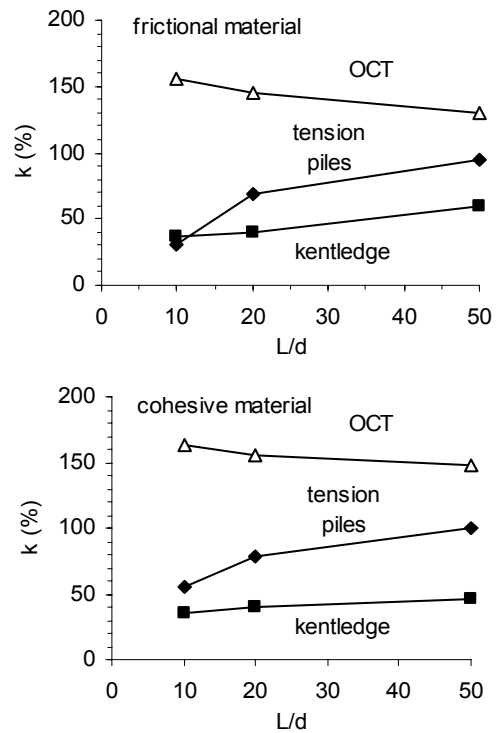 frictional material
200
OCT
150
tension
piles
100
50
kentledge
0
k (%)
0 10 20 30 40 50
L/d
cohesive material
200
OCT
150
tension
piles
100
50
kentledge
0
k (%)
0 10 20 30 40 50
L/d